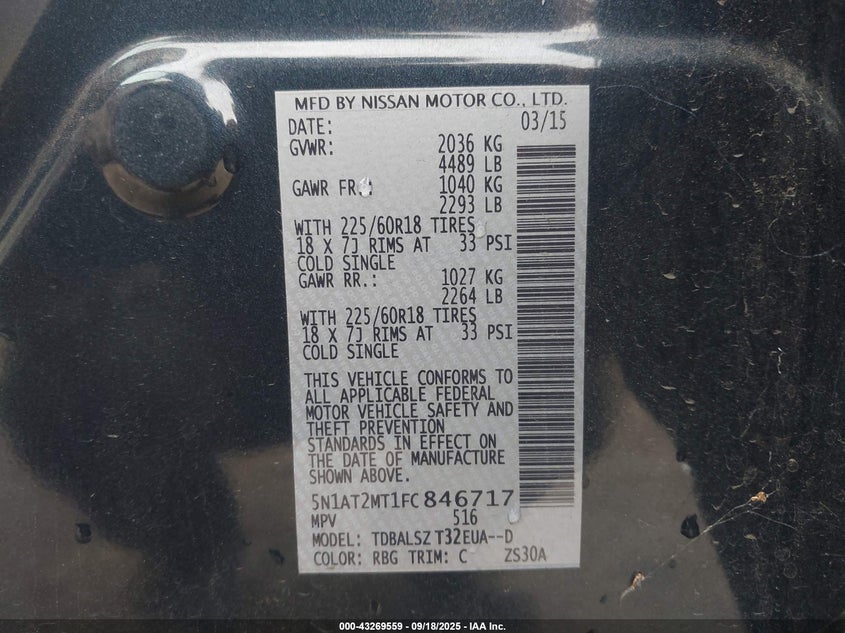 MFD BY NISSAN MOTOR CO., LTD.
DATE: 03/15
GVWR: 2036 KG
4489 LB
GAWR FR.: 1040 KG
2293 LB
WITH 225/60R18 TIRES
18 X 7J RIMS AT 33 PSI
COLD SINGLE
GAWR RR.: 1027 KG
2264 LB
WITH 225/60R18 TIRES
18 X 7J RIMS AT 33 PSI
COLD SINGLE
THIS VEHICLE CONFORMS TO
ALL APPLICABLE FEDERAL
MOTOR VEHICLE SAFETY AND
THEFT PREVENTION
STANDARDS IN EFFECT ON
THE DATE OF MANUFACTURE
SHOWN ABOVE.
5N1AT2MT1FC846717
MPV 516
MODEL: TDBALSZ T32EUA--D
COLOR: RBG TRIM: C ZS30A
000-43269559 - 09/18/2025 - IAA Inc.